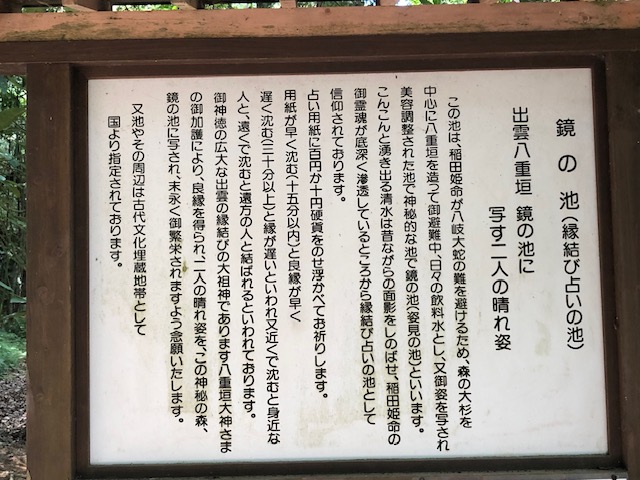 鏡の池(縁結び占いの池)
出雲八重垣 鏡の池に
写す二人の晴れ姿
この池は、稲田姫命が八岐大蛇の難を避けるため、森の大杉を
中心に八重垣を造って御避難中、日々の飲料水とし、又御姿を写され
美容調整された池で神秘的な池で鏡の池(姿見の池)といいます。
こんこんと湧き出る清水は昔ながらの面影をしのばせ、稲田姫命の
御霊魂が底深く滲透しているところから縁結び占いの池として
信仰されております。
占い用紙に百円か十円硬貨をのせ浮かべてお祈りします。
用紙が早く沈む(十五分以内)と良縁が早く
遅く沈む(三十分以上)と縁が遅いといわれ又近くで沈むと身近な
人と、遠くで沈むと遠方の人と結ばれるといわれております。
御神徳の広大な出雲の縁結びの大祖神であります八重垣大神さま
の御加護により、良縁を得られ、二人の晴れ姿を、この神秘の森、
鏡の池に写され、末永く御繁栄されますよう念願いたします。
又池やその周辺は古代文化埋蔵地帯として
国より指定されております。